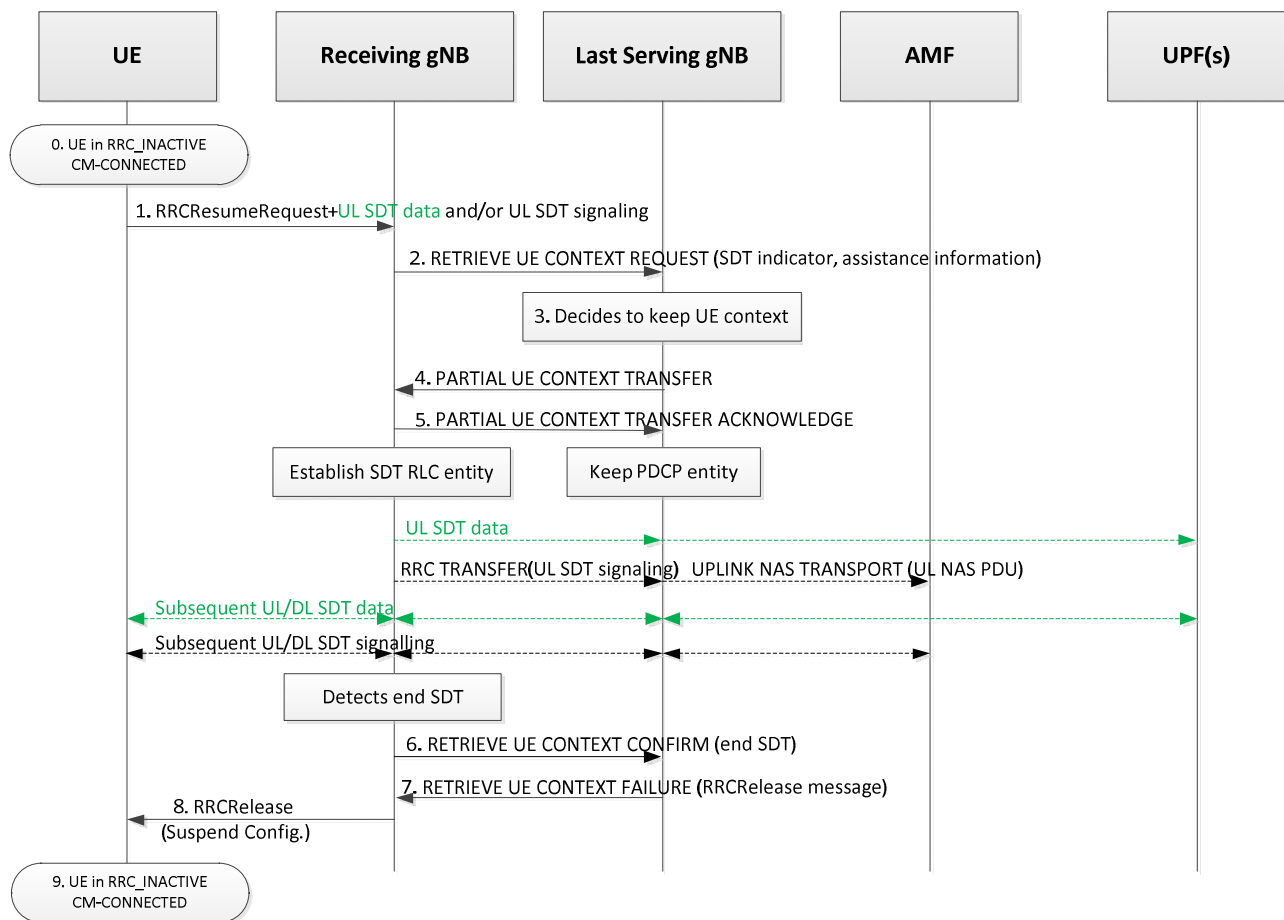 UE
Receiving gNB
Last Serving gNB
AMF
UPF(s)
0. UE in RRC_INACTIVE
CM-CONNECTED
1. RRCResumeRequest+UL SDT data and/or UL SDT signaling
2. RETRIEVE UE CONTEXT REQUEST (SDT indicator, assistance information)
3. Decides to keep UE context
4. PARTIAL UE CONTEXT TRANSFER
5. PARTIAL UE CONTEXT TRANSFER ACKNOWLEDGE
Establish SDT RLC entity
Keep PDCP entity
UL SDT data
RRC TRANSFER(UL SDT signaling)
UPLINK NAS TRANSPORT (UL NAS PDU)
Subsequent UL/DL SDT data
Subsequent UL/DL SDT signalling
Detects end SDT
6. RETRIEVE UE CONTEXT CONFIRM (end SDT)
7. RETRIEVE UE CONTEXT FAILURE (RRCRelease message)
8. RRCRelease
(Suspend Config.)
9. UE in RRC_INACTIVE
CM-CONNECTED